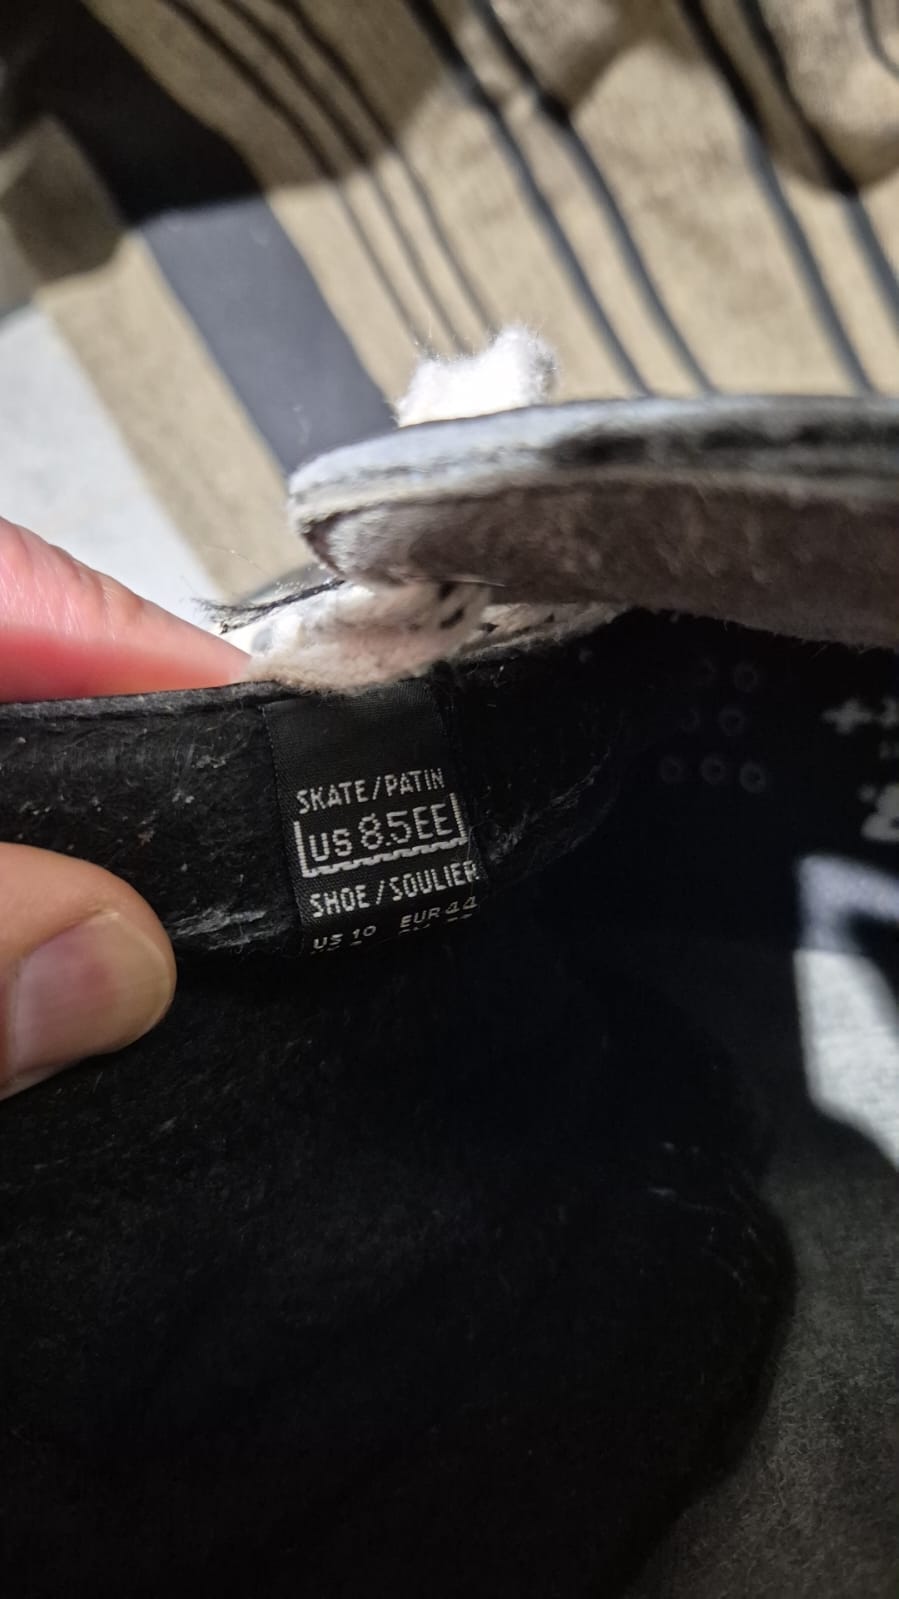 SKATE/PATIN
US 8.5EE
SHOE/SOULIER
US 10 EUR 44